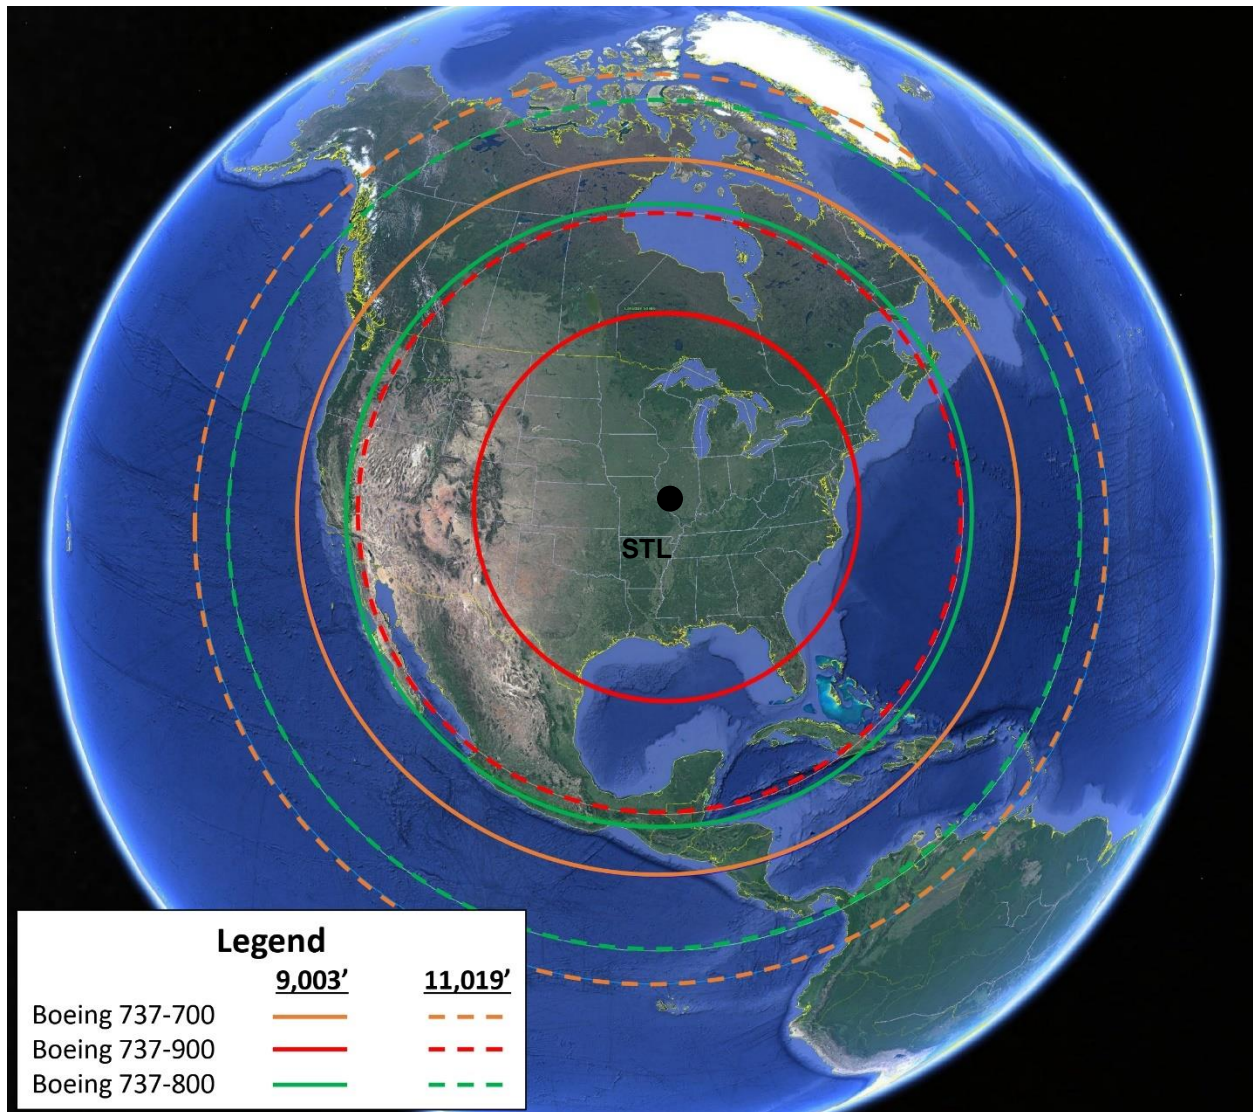 STL
Legend
9,003’ 11,019’
Boeing 737-700
Boeing 737-900
Boeing 737-800